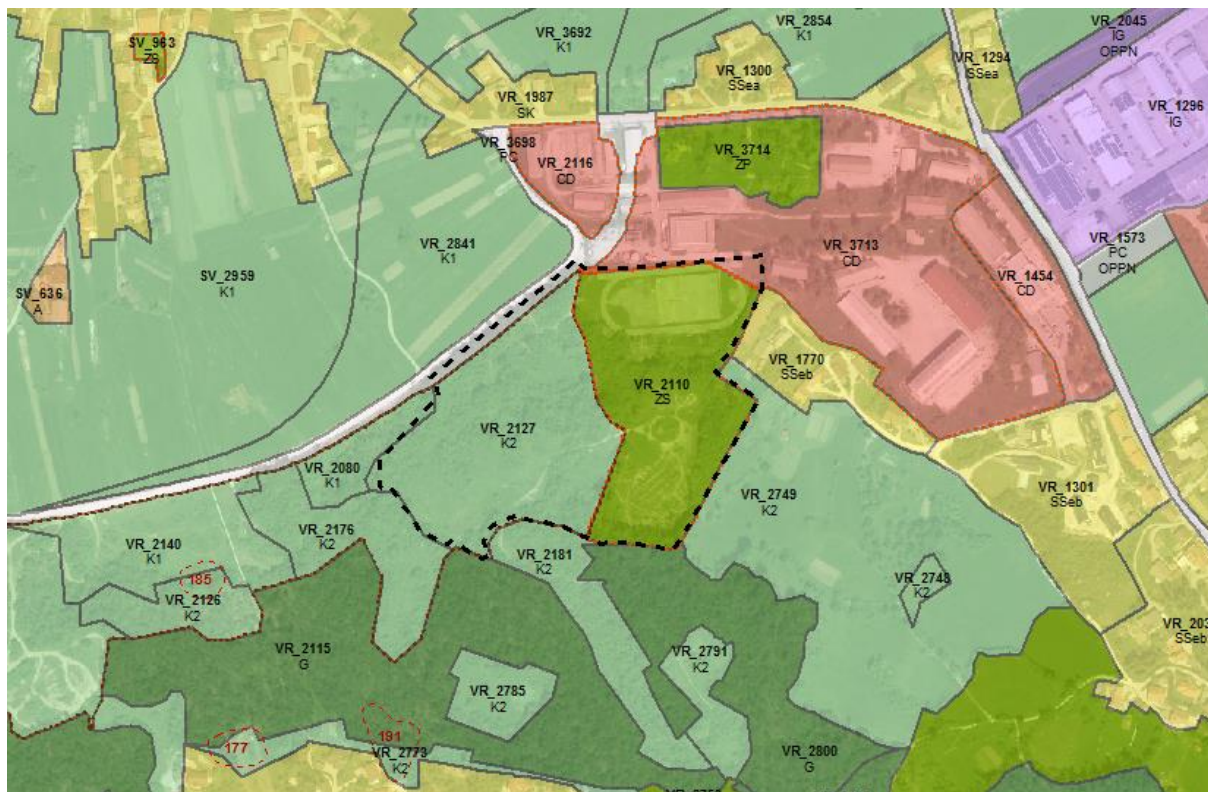 VR_2854
K1
VR_2045
IG
OPPN
VR_3692
K1
SV_963
ZS
VR_1294
SSea
VR_1300
SSea
VR_1987
SK
VR_1296
IG
VR_3698
PC
VR_2116
CD
VR_3714
ZP
VR_2841
K1
VR_3713
CD
VR_1573
PC
OPPN
SV_2959
K1
VR_1454
CD
SV_636
A
VR_1770
SSeb
VR_2110
ZS
VR_2127
K2
VR_2080
K1
VR_1301
SSeb
VR_2749
K2
VR_2176
K2
VR_2140
K1
VR_2181
K2
185
VR_2126
K2
VR_2748
K2
VR_203
SSeb
VR_2115
G
VR_2791
K2
VR_2785
K2
191
177
VR_2773
K2
VR_2800
G